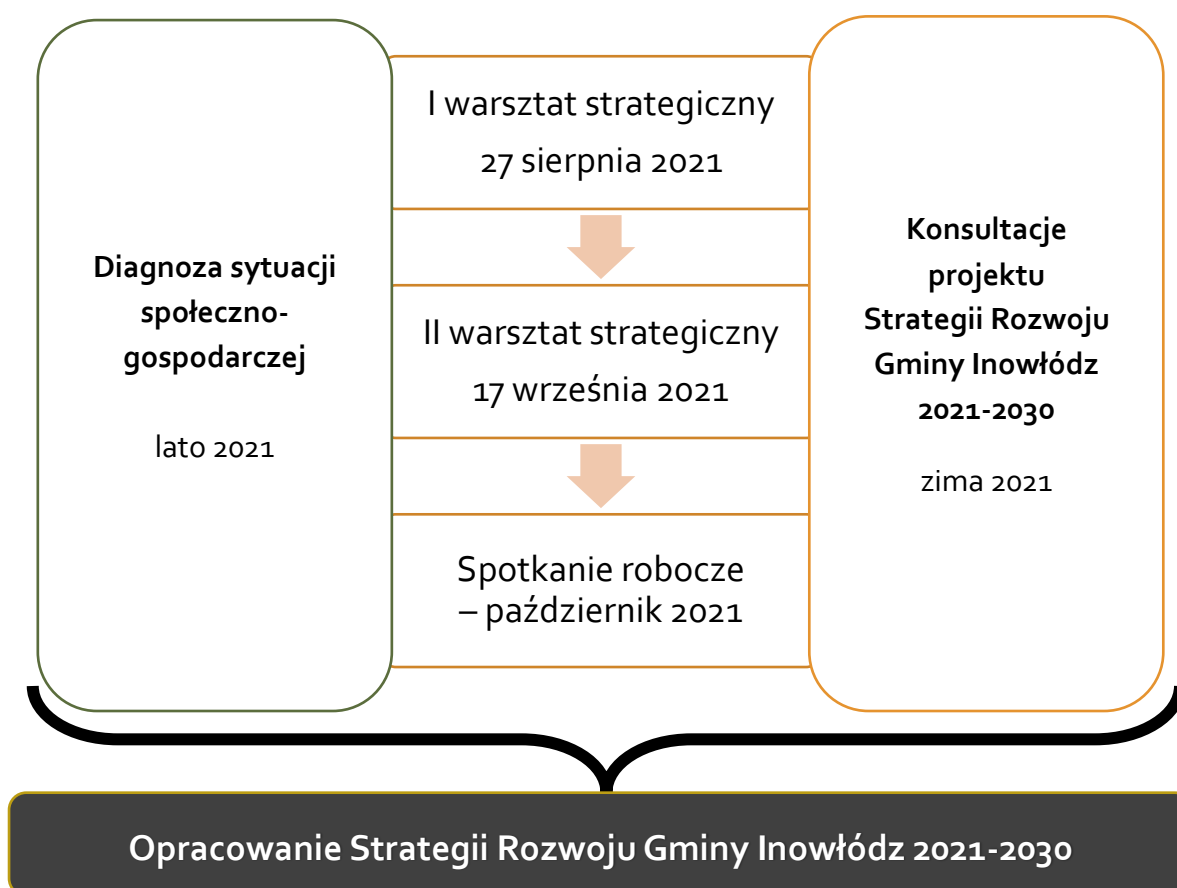 Diagnoza sytuacji
społeczno-
gospodarczej
lato 2021
I warsztat strategiczny
27 sierpnia 2021
II warsztat strategiczny
17 września 2021
Spotkanie robocze
– październik 2021
Konsultacje
projektu
Strategii Rozwoju
Gminy Inowłódz
2021-2030
zima 2021
Opracowanie Strategii Rozwoju Gminy Inowłódz 2021-2030